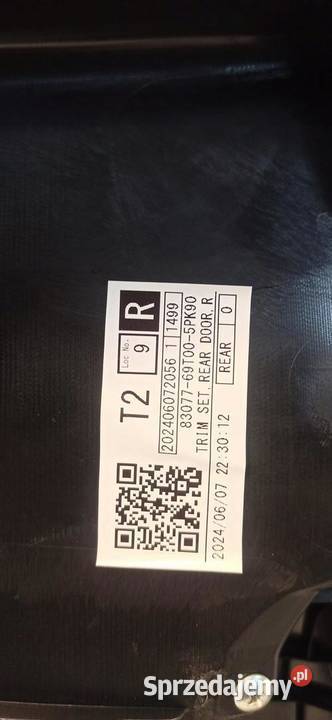 T2
Loc No.
9
R
202406072056 1 1499
83077-69T00-5PK90
TRIM SET, REAR DOOR, R
REAR 0
2024/06/07 22:30:12
Sprzedajemy.pl